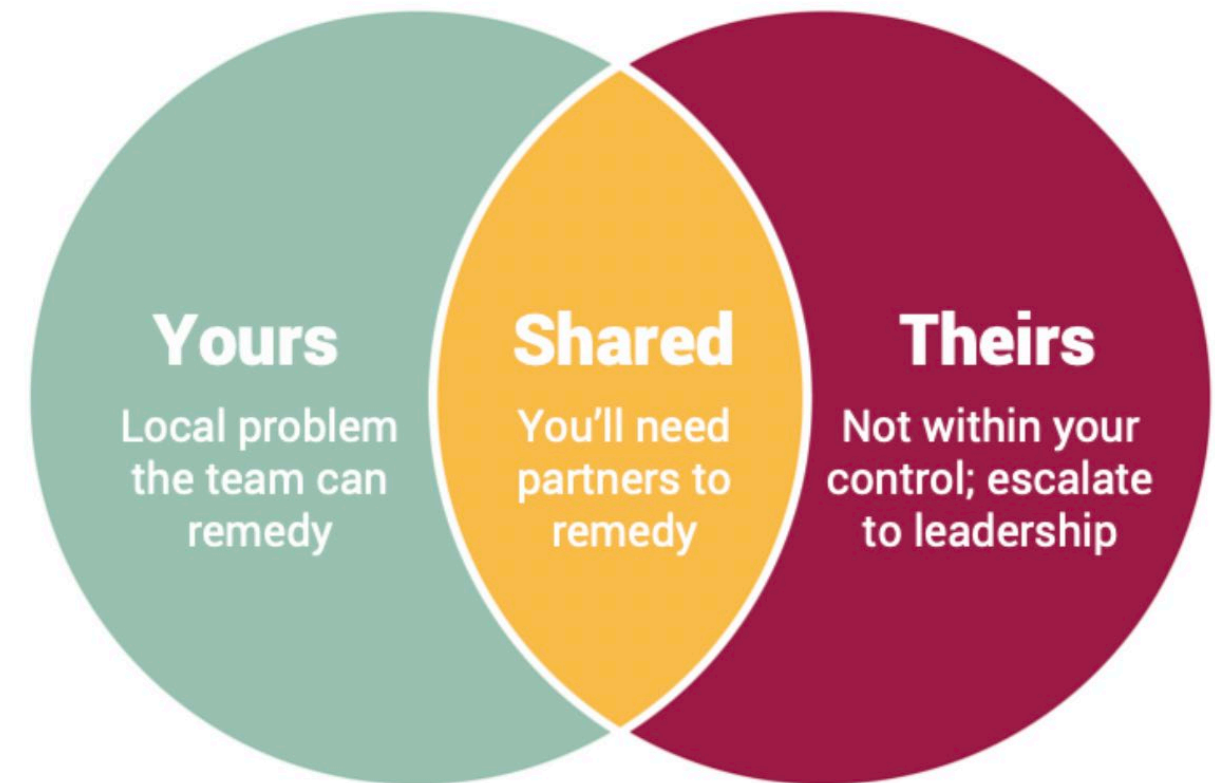 Yours
Local problem
the team can
remedy
Shared
You'll need
partners to
remedy
Theirs
Not within your
control; escalate
to leadership